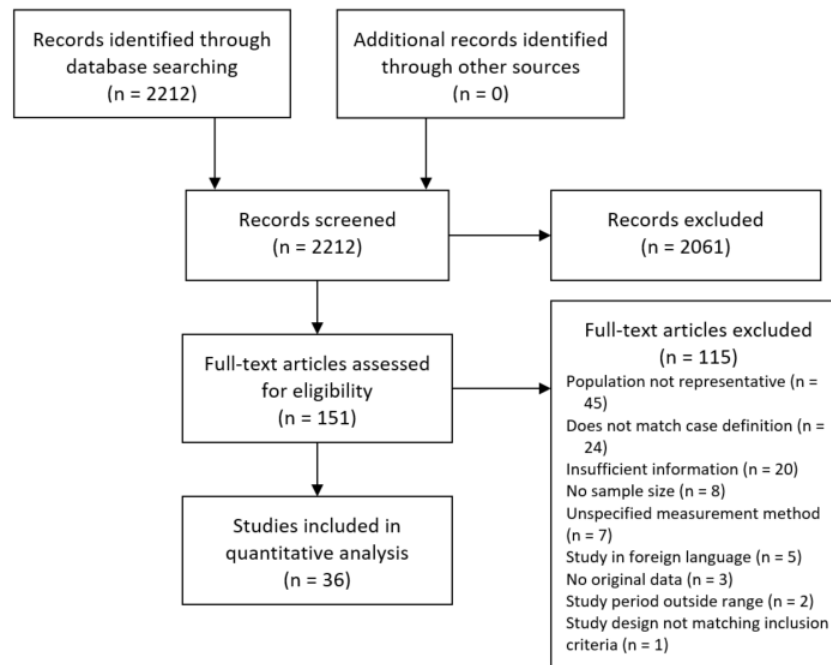 Records identified through
database searching
(n = 2212)
Additional records identified
through other sources
(n = 0)
Records screened
(n = 2212)
Records excluded
(n = 2061)
Full-text articles assessed
for eligibility
(n = 151)
Full-text articles excluded
(n = 115)
Population not representative (n =
45)
Does not match case definition (n =
24)
Insufficient information (n = 20)
No sample size (n = 8)
Unspecified measurement method
(n = 7)
Study in foreign language (n = 5)
No original data (n = 3)
Study period outside range (n = 2)
Study design not matching inclusion
criteria (n = 1)
Studies included in
quantitative analysis
(n = 36)